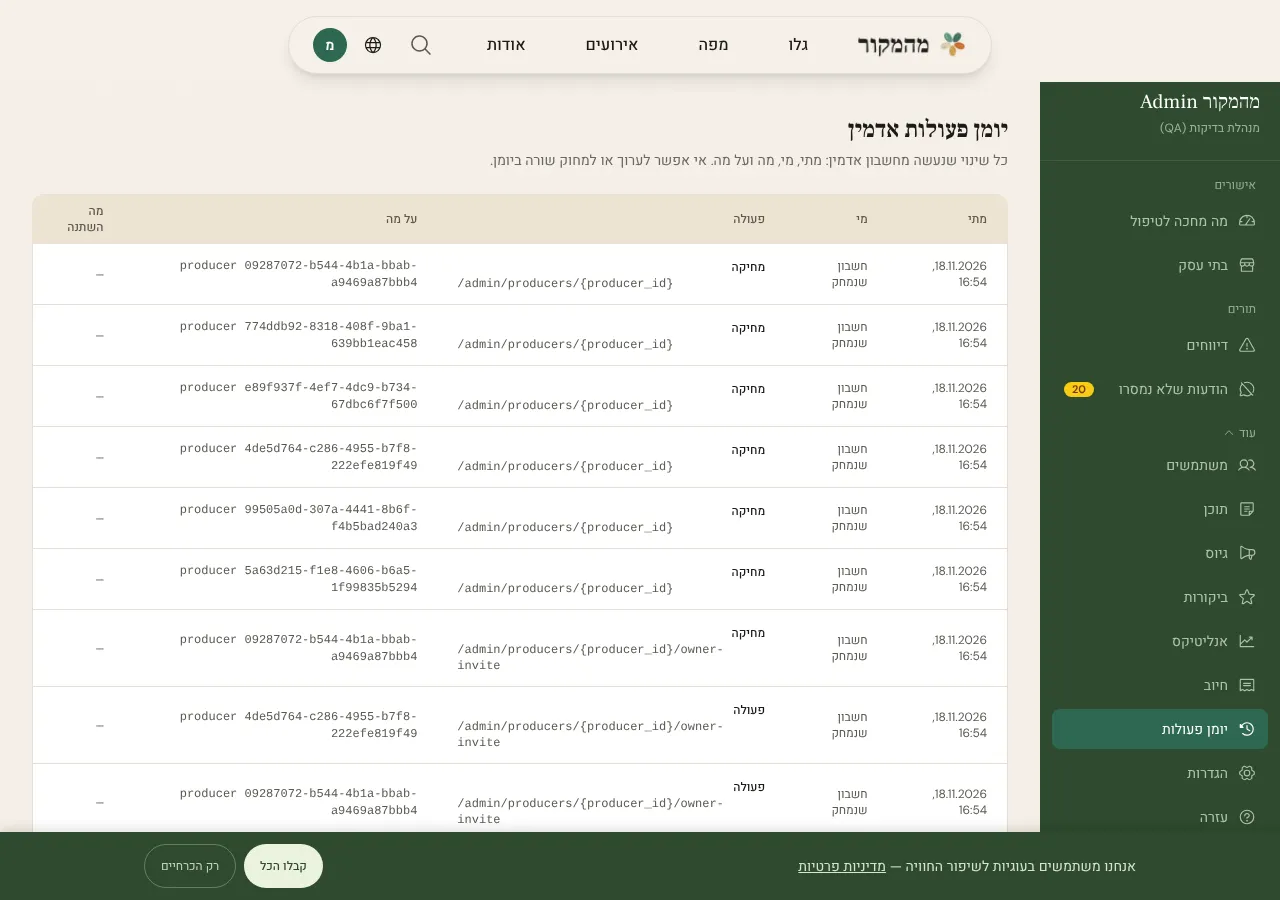 מהמקור
גלו
מפה
אירועים
אודות
מ
מהמקור Admin
מנהלת בדיקות (QA)
אישורים
מה מחכה לטיפול
בתי עסק
תורים
דיווחים
הודעות שלא נמסרו
20
עוד
משתמשים
תוכן
גיוס
ביקורות
אנליטיקס
חיוב
יומן פעולות
הגדרות
עזרה
יומן פעולות אדמין
כל שינוי שנעשה מחשבון אדמין: מתי, מי, מה ועל מה. אי אפשר לערוך או למחוק שורה ביומן.
מתי
מי
פעולה
על מה
מה
השתנה
18.11.2026,
16:54
חשבון
שנמחק
מחיקה
/admin/producers/{producer_id}
producer 09287072-b544-4b1a-bbab-
a9469a87bbb4
—
18.11.2026,
16:54
חשבון
שנמחק
מחיקה
/admin/producers/{producer_id}
producer 774ddb92-8318-408f-9ba1-
639bb1eac458
—
18.11.2026,
16:54
חשבון
שנמחק
מחיקה
/admin/producers/{producer_id}
producer e89f937f-4ef7-4dc9-b734-
67dbc6f7f500
—
18.11.2026,
16:54
חשבון
שנמחק
מחיקה
/admin/producers/{producer_id}
producer 4de5d764-c286-4955-b7f8-
222efe819f49
—
18.11.2026,
16:54
חשבון
שנמחק
מחיקה
/admin/producers/{producer_id}
producer 99505a0d-307a-4441-8b6f-
f4b5bad240a3
—
18.11.2026,
16:54
חשבון
שנמחק
מחיקה
/admin/producers/{producer_id}
producer 5a63d215-f1e8-4606-b6a5-
1f99835b5294
—
18.11.2026,
16:54
חשבון
שנמחק
מחיקה
/admin/producers/{producer_id}/owner-
invite
producer 09287072-b544-4b1a-bbab-
a9469a87bbb4
—
18.11.2026,
16:54
חשבון
שנמחק
פעולה
/admin/producers/{producer_id}/owner-
invite
producer 4de5d764-c286-4955-b7f8-
222efe819f49
—
18.11.2026,
16:54
חשבון
שנמחק
פעולה
/admin/producers/{producer_id}/owner-
invite
producer 09287072-b544-4b1a-bbab-
a9469a87bbb4
—
אנחנו משתמשים בעוגיות לשיפור החוויה — מדיניות פרטיות
קבלו הכל
רק הכרחיים